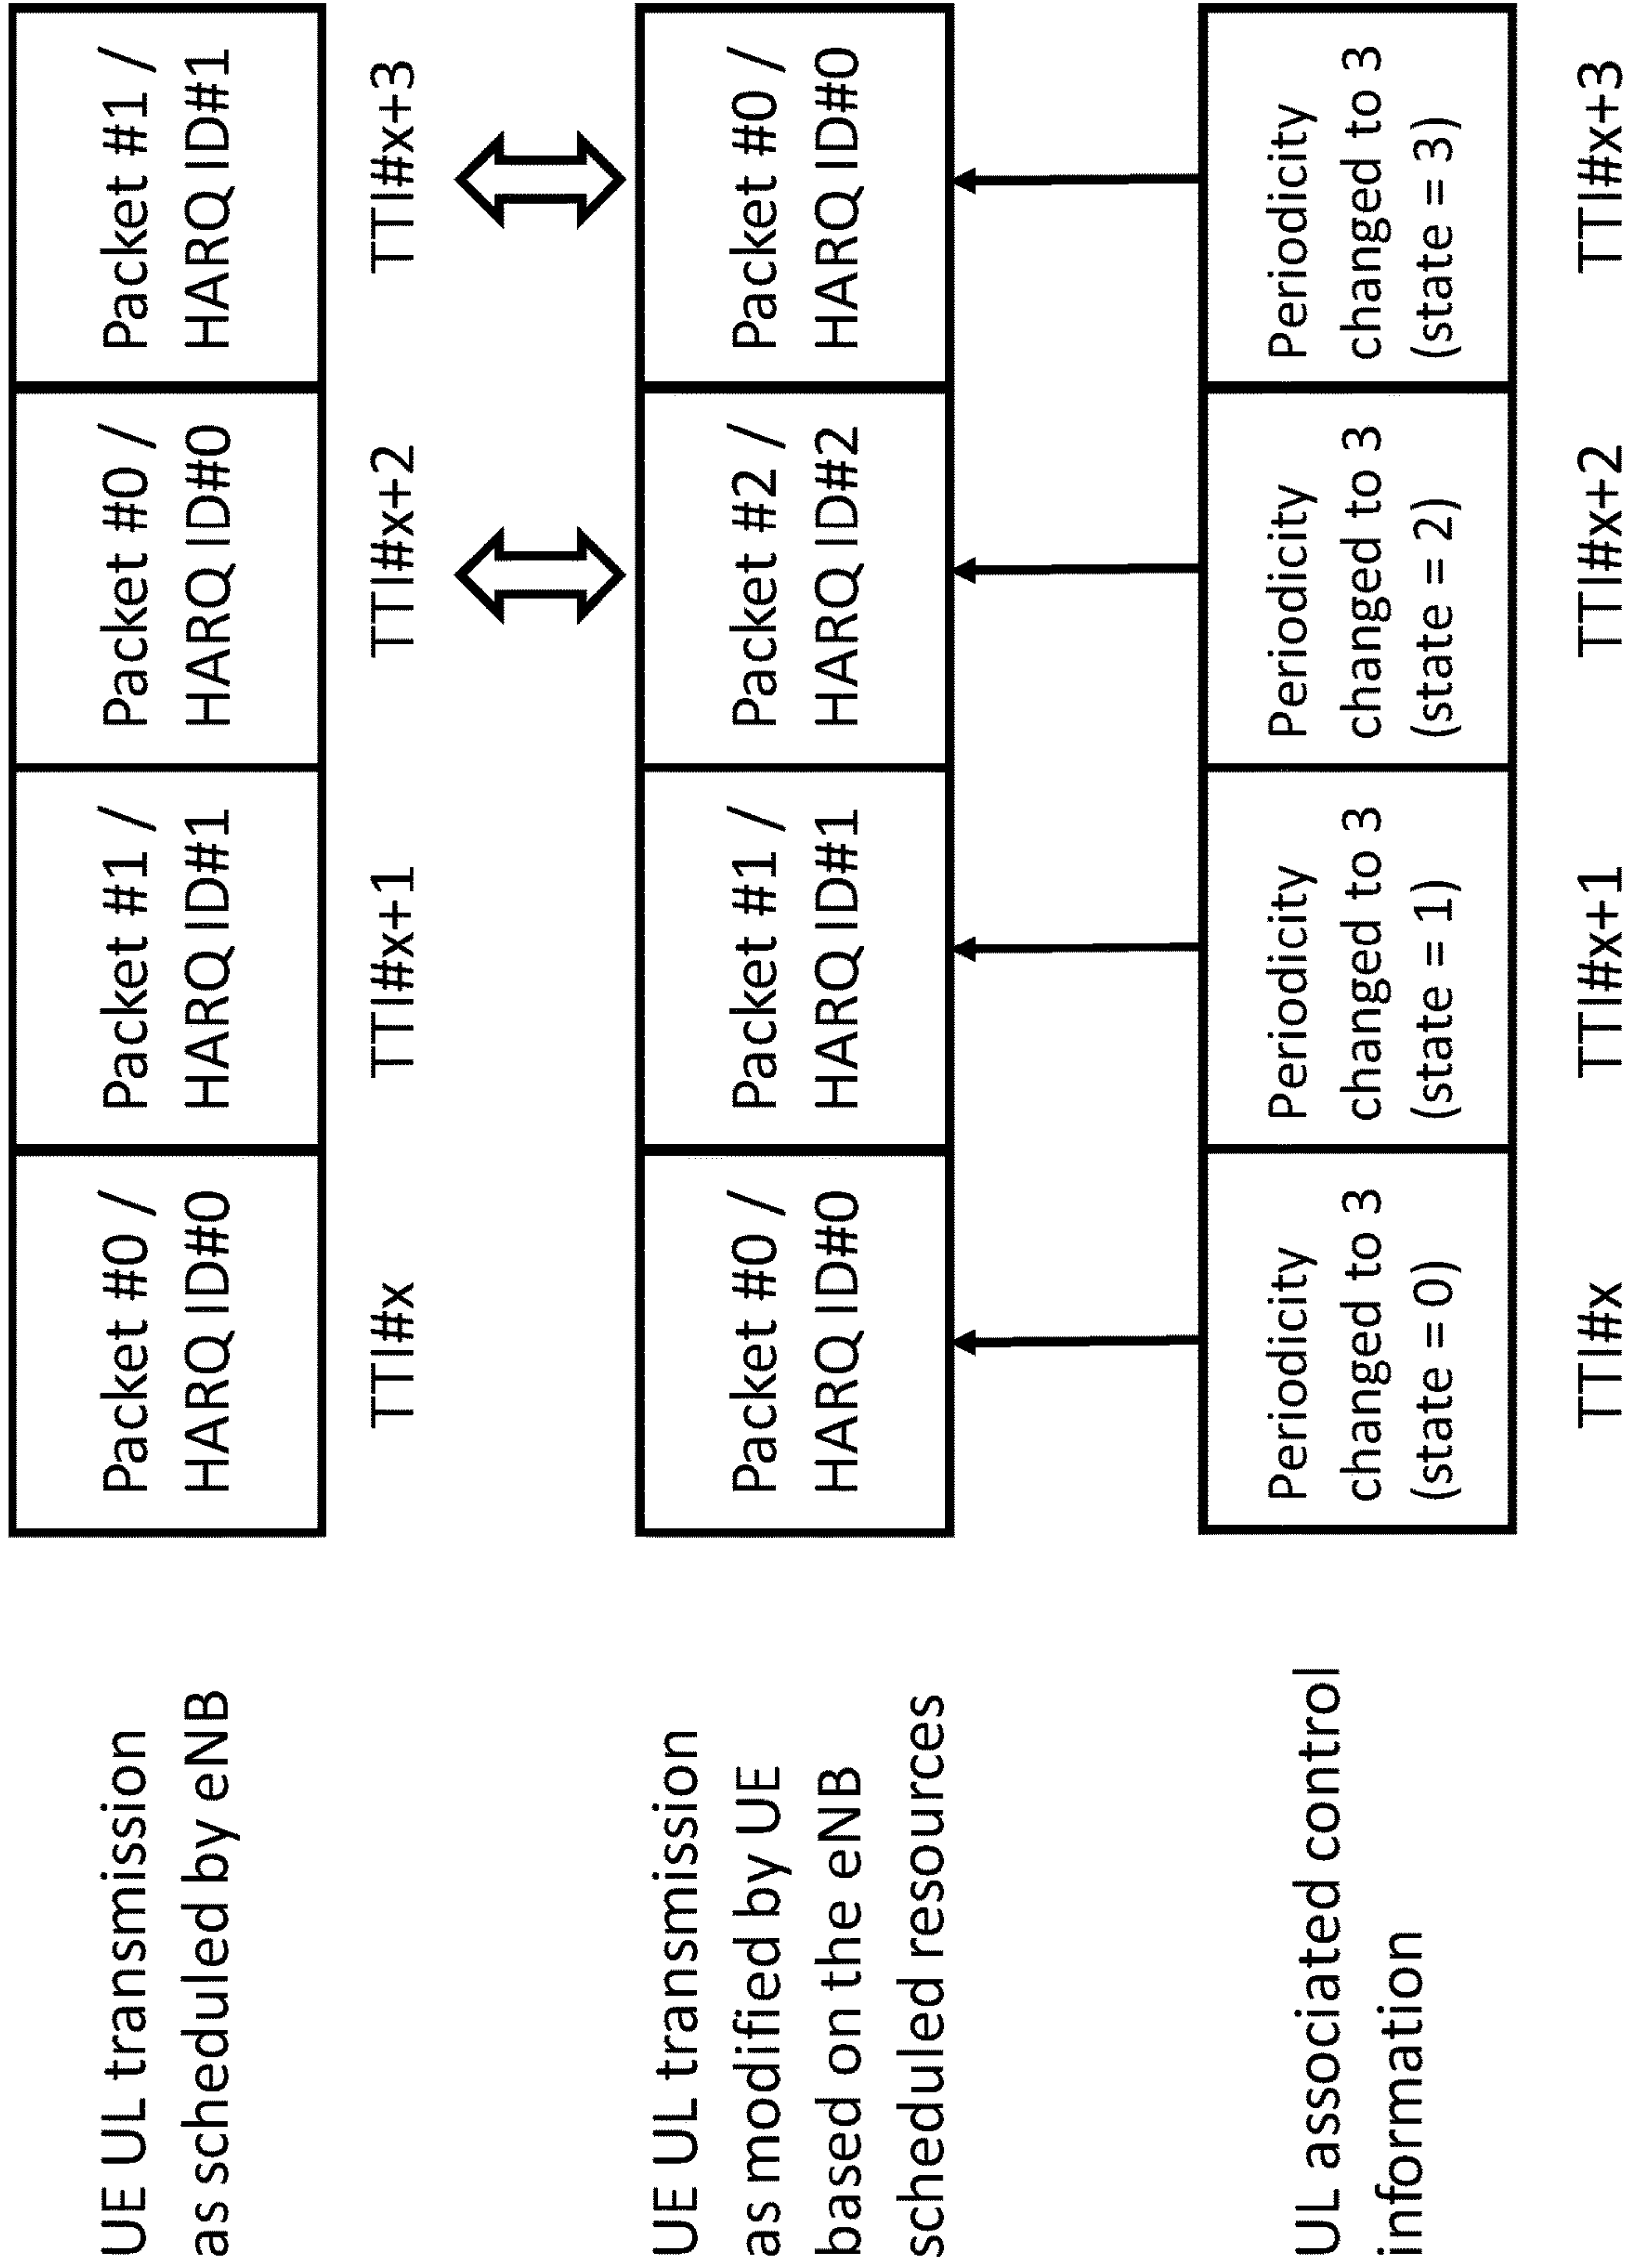 UE UL transmission
as scheduled by eNB
Packet #0 /
HARQ ID#0
Packet #1 /
HARQ ID#1
Packet #0 /
HARQ ID#0
Packet #1 /
HARQ ID#1
TTI#x
TTI#x+1
TTI#x+2
TTI#x+3
UE UL transmission
as modified by UE
based on the eNB
scheduled resources
Packet #0 /
HARQ ID#0
Packet #1 /
HARQ ID#1
Packet #2 /
HARQ ID#2
Packet #0 /
HARQ ID#0
UL associated control
information
Periodicity
changed to 3
(state = 0)
Periodicity
changed to 3
(state = 1)
Periodicity
changed to 3
(state = 2)
Periodicity
changed to 3
(state = 3)
TTI#x
TTI#x+1
TTI#x+2
TTI#x+3